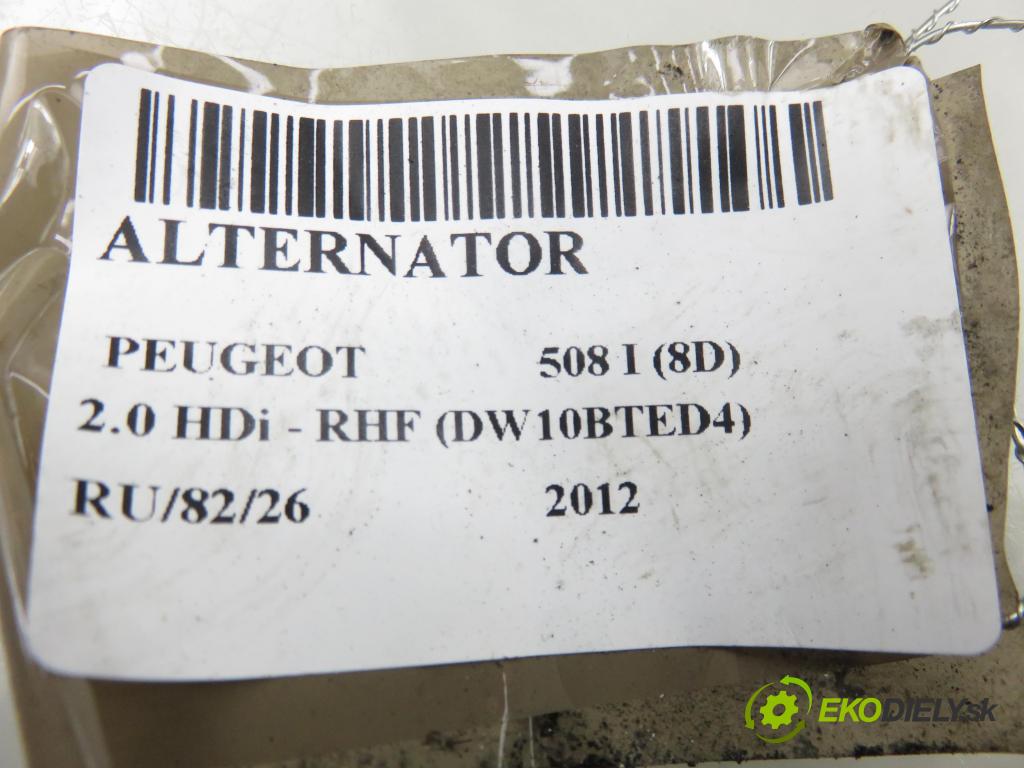 ALTERNATOR
PEUGEOT 508 I (8D)
2.0 HDi - RHF (DW10BTED4)
RU/82/26 2012
EKODIELY.sk